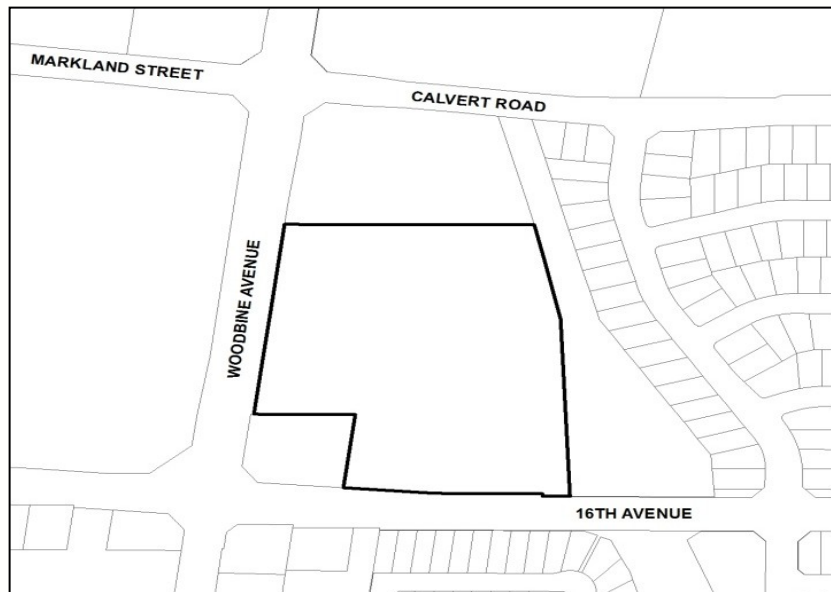 MARKLAND STREET
CALVERT ROAD
WOODBINE AVENUE
16TH AVENUE